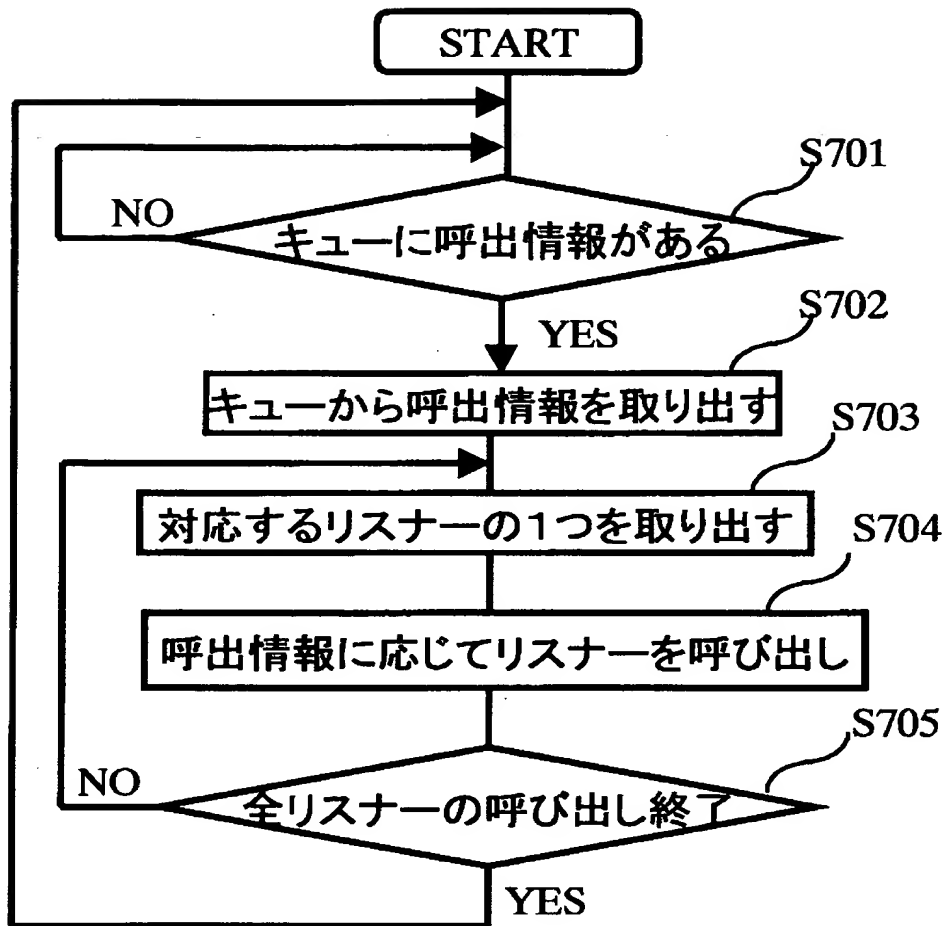 START
S701
NO
キューに呼出情報がある
S702
YES
キューから呼出情報を取り出す
S703
対応するリスナーの1つを取り出す
S704
呼出情報に応じてリスナーを呼び出し
S705
NO
全リスナーの呼び出し終了
YES